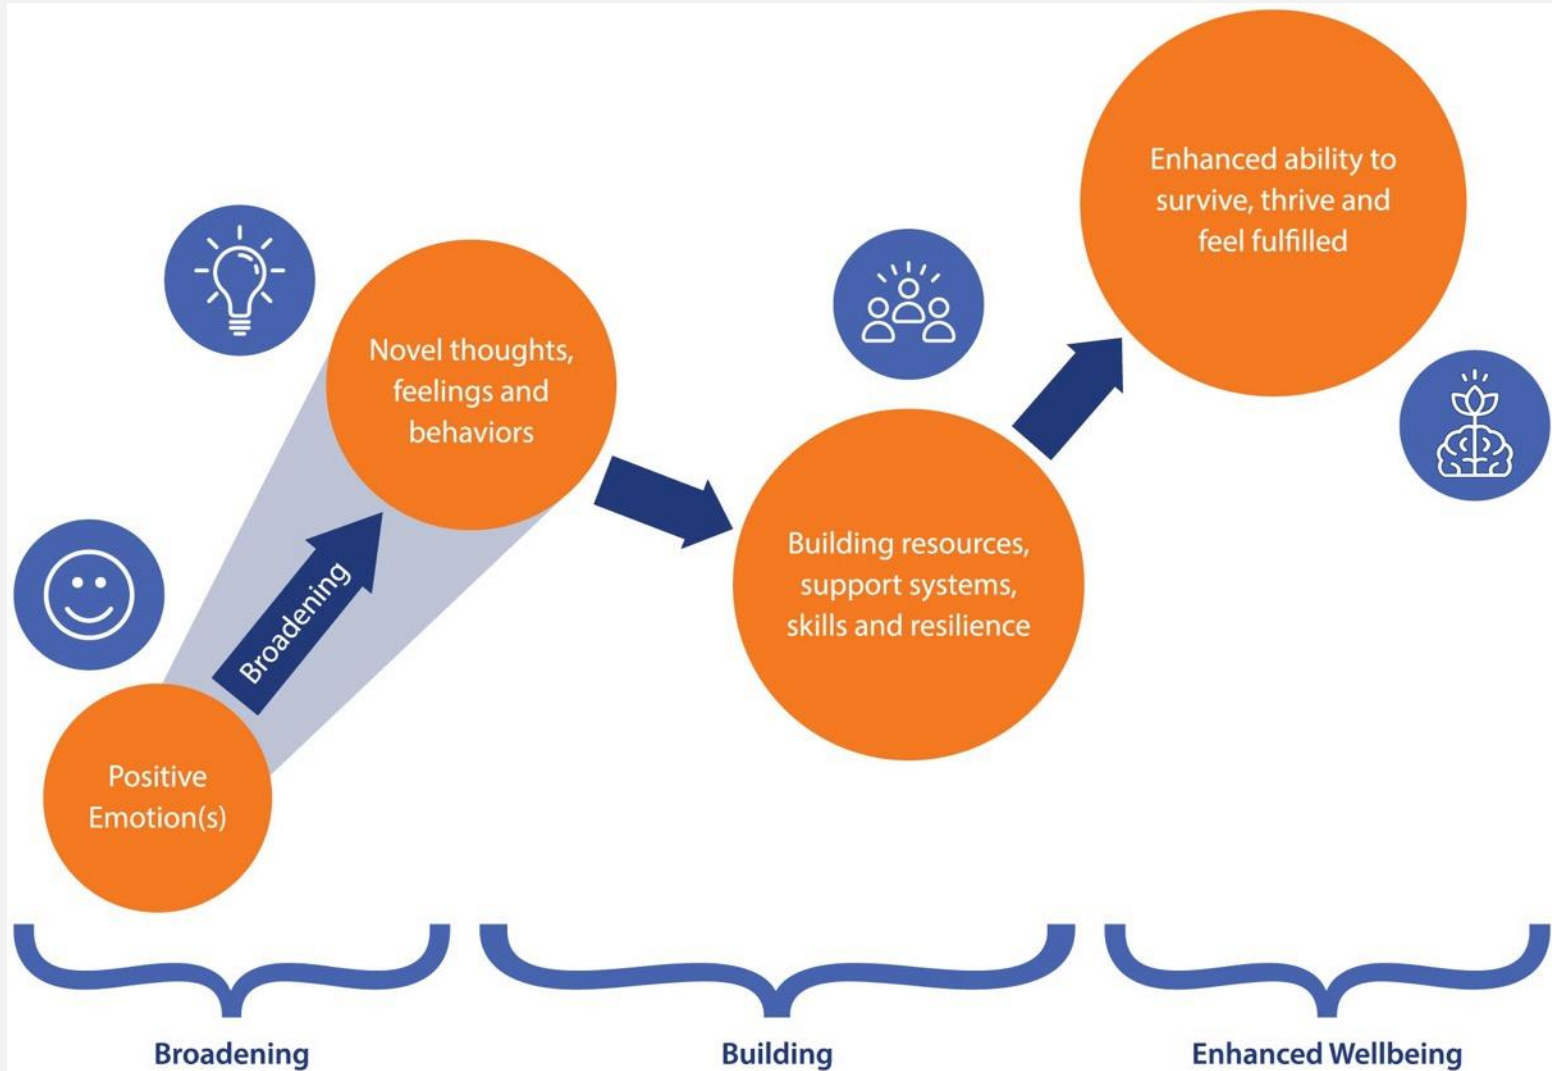 Positive
Emotion(s)
Broadening
Novel thoughts,
feelings and
behaviors
Building resources,
support systems,
skills and resilience
Enhanced ability to
survive, thrive and
feel fulfilled
Broadening
Building
Enhanced Wellbeing